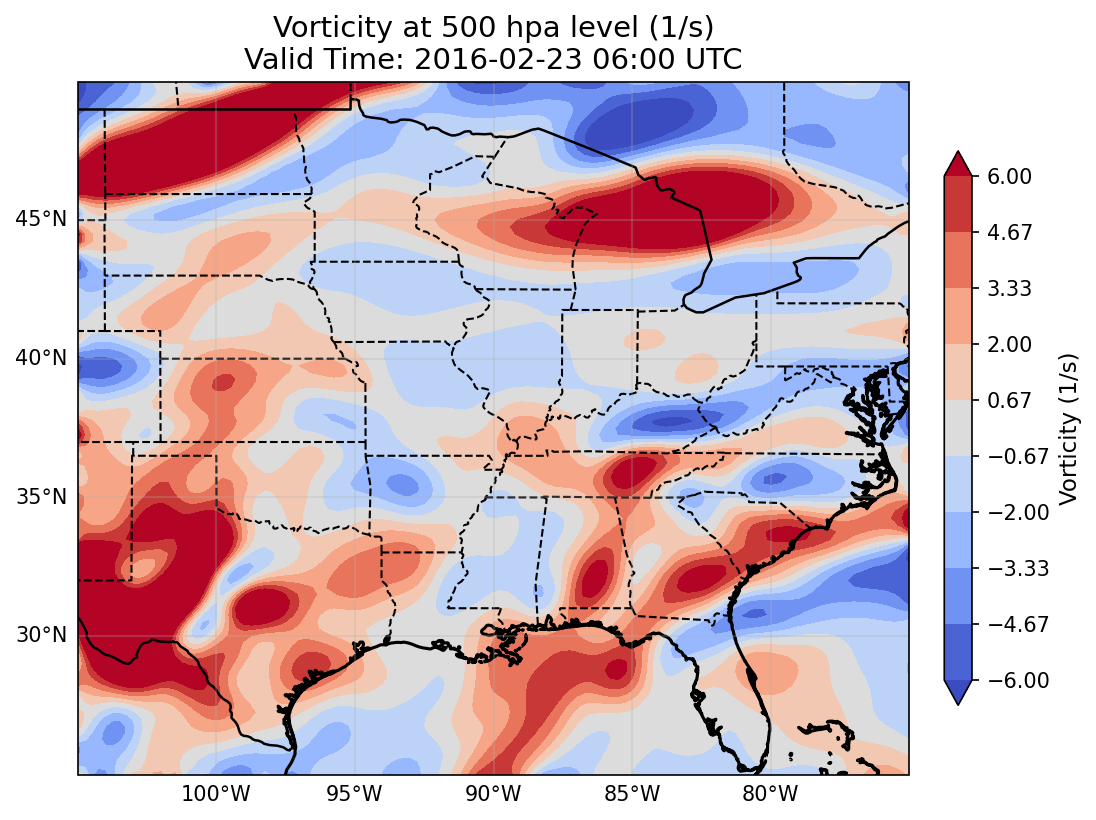 Vorticity at 500 hpa level (1/s)
Valid Time: 2016-02-23 06:00 UTC
45°N
40°N
35°N
30°N
100°W
95°W
90°W
85°W
80°W
6.00
4.67
3.33
2.00
0.67
−0.67
−2.00
−3.33
−4.67
−6.00
Vorticity (1/s)